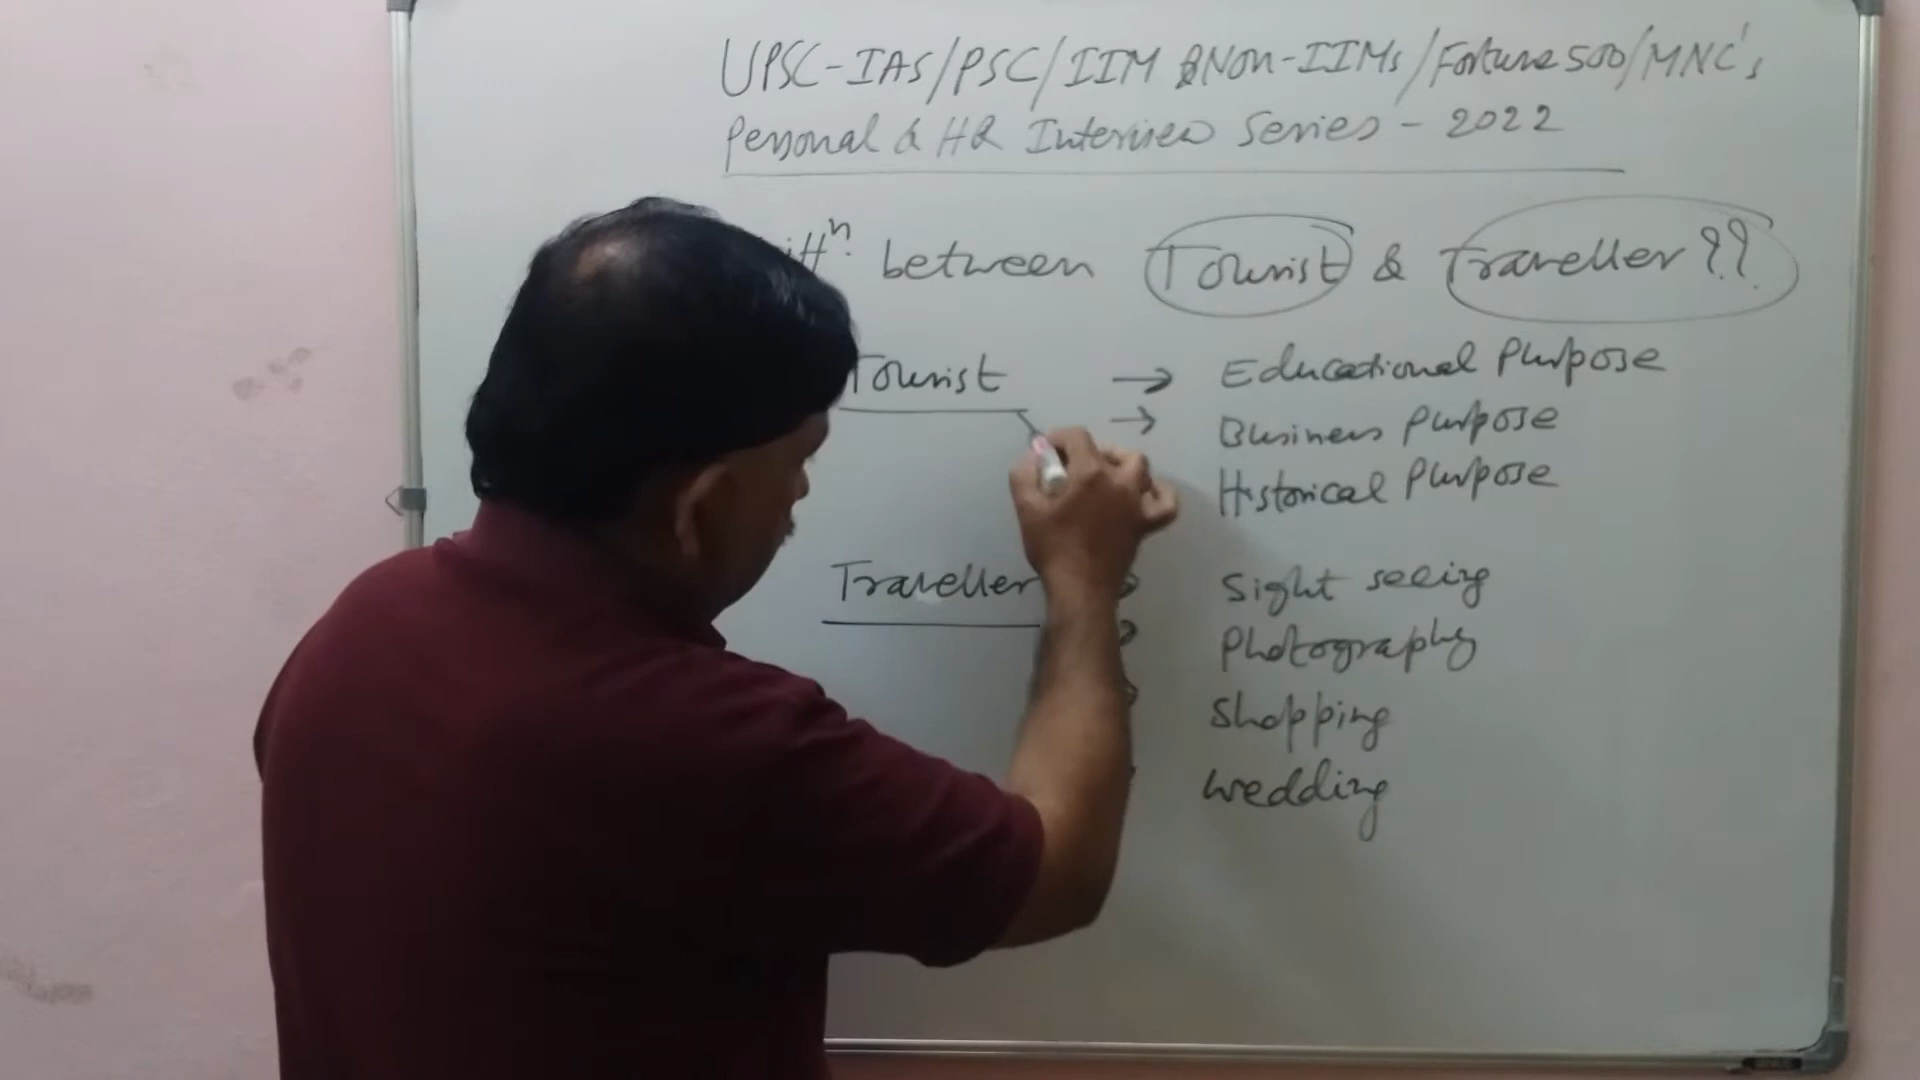 UPSC-IAS/PSC/IIM & Non-IIMs/Fortune 500/MNC's
Personal & HR Interview Series - 2022
between Tourist & Traveller ??
Tourist → Educational Purpose
→ Business Purpose
Historical Purpose
Traveller Sight seeing
Photography
Shopping
Wedding